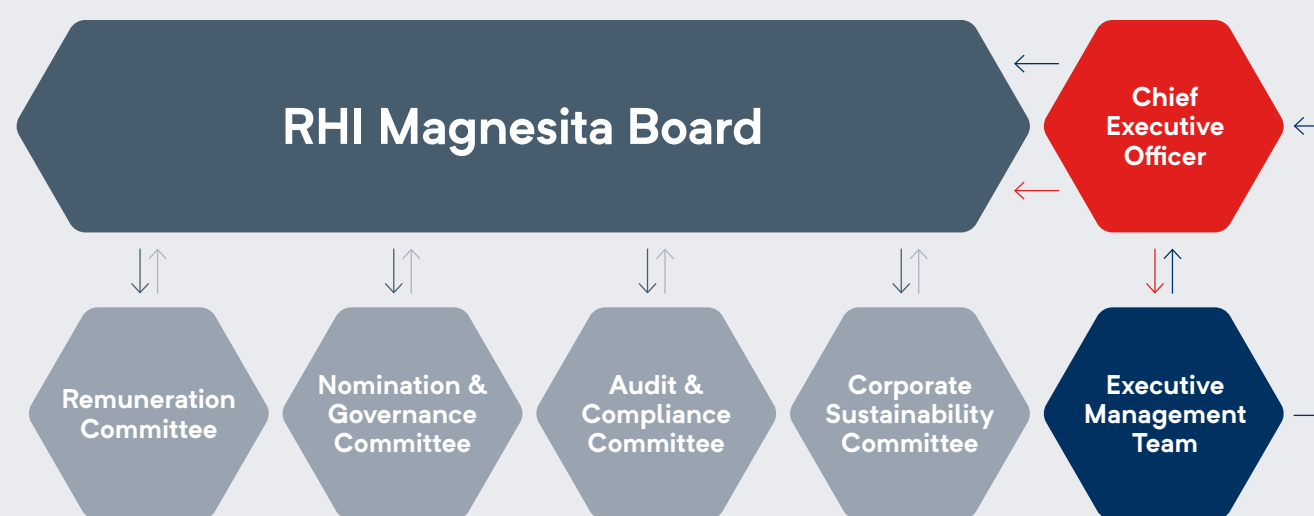 RHI Magnesita Board
Chief
Executive
Officer
Remuneration
Committee
Nomination &
Governance
Committee
Audit &
Compliance
Committee
Corporate
Sustainability
Committee
Executive
Management
Team